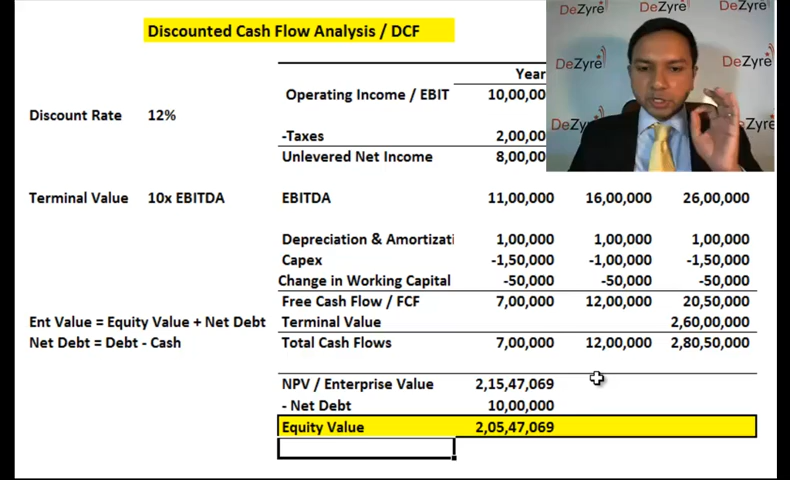 Discounted Cash Flow Analysis / DCF
DeZyre DeZyre DeZyre
DeZyre DeZyre
Year
Operating Income / EBIT 10,00,00
Discount Rate 12%
DeZy Zyre
-Taxes 2,00,00
Unlevered Net Income 8,00,00
Terminal Value 10x EBITDA EBITDA 11,00,000 16,00,000 26,00,000
Depreciation & Amortizati 1,00,000 1,00,000 1,00,000
Capex -1,50,000 -1,00,000 -1,50,000
Change in Working Capital -50,000 -50,000 -50,000
Free Cash Flow / FCF 7,00,000 12,00,000 20,50,000
Ent Value = Equity Value + Net Debt Terminal Value 2,60,00,000
Net Debt = Debt - Cash Total Cash Flows 7,00,000 12,00,000 2,80,50,000
NPV / Enterprise Value 2,15,47,069
- Net Debt 10,00,000
Equity Value 2,05,47,069